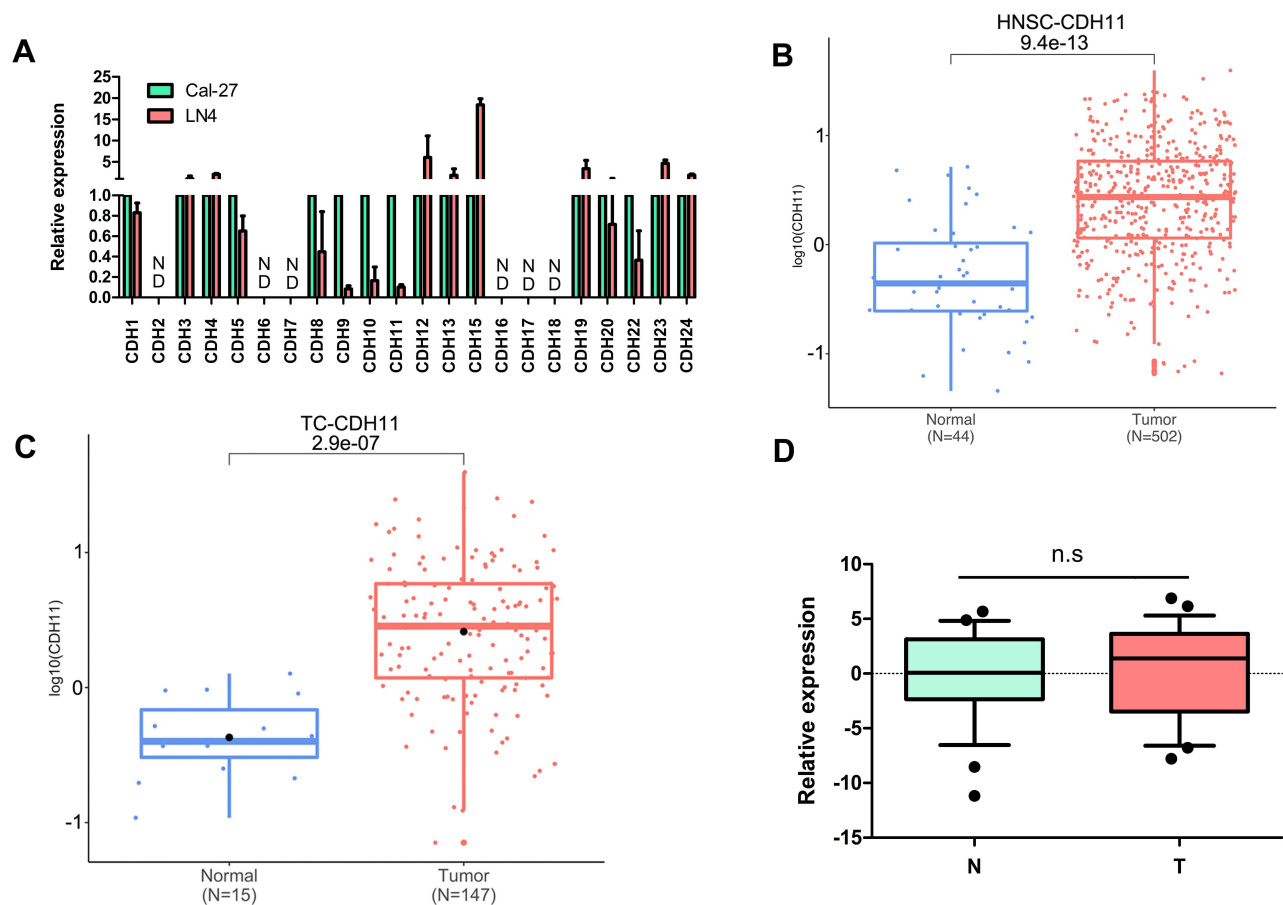 A
Relative expression
25
20
15
10
5
1.0
0.8
0.6
0.4
0.2
0.0
Cal-27
LN4
ND
ND
ND
ND
ND
ND
CDH1
CDH2
CDH3
CDH4
CDH5
CDH6
CDH7
CDH8
CDH9
CDH10
CDH11
CDH12
CDH13
CDH15
CDH16
CDH17
CDH18
CDH19
CDH20
CDH22
CDH23
CDH24
B
HNSC-CDH11
9.4e-13
log10(CDH11)
1
0
-1
Normal
(N=44)
Tumor
(N=502)
C
TC-CDH11
2.9e-07
log10(CDH11)
1
0
-1
Normal
(N=15)
Tumor
(N=147)
D
n.s
Relative expression
10
5
0
-5
-10
-15
N
T